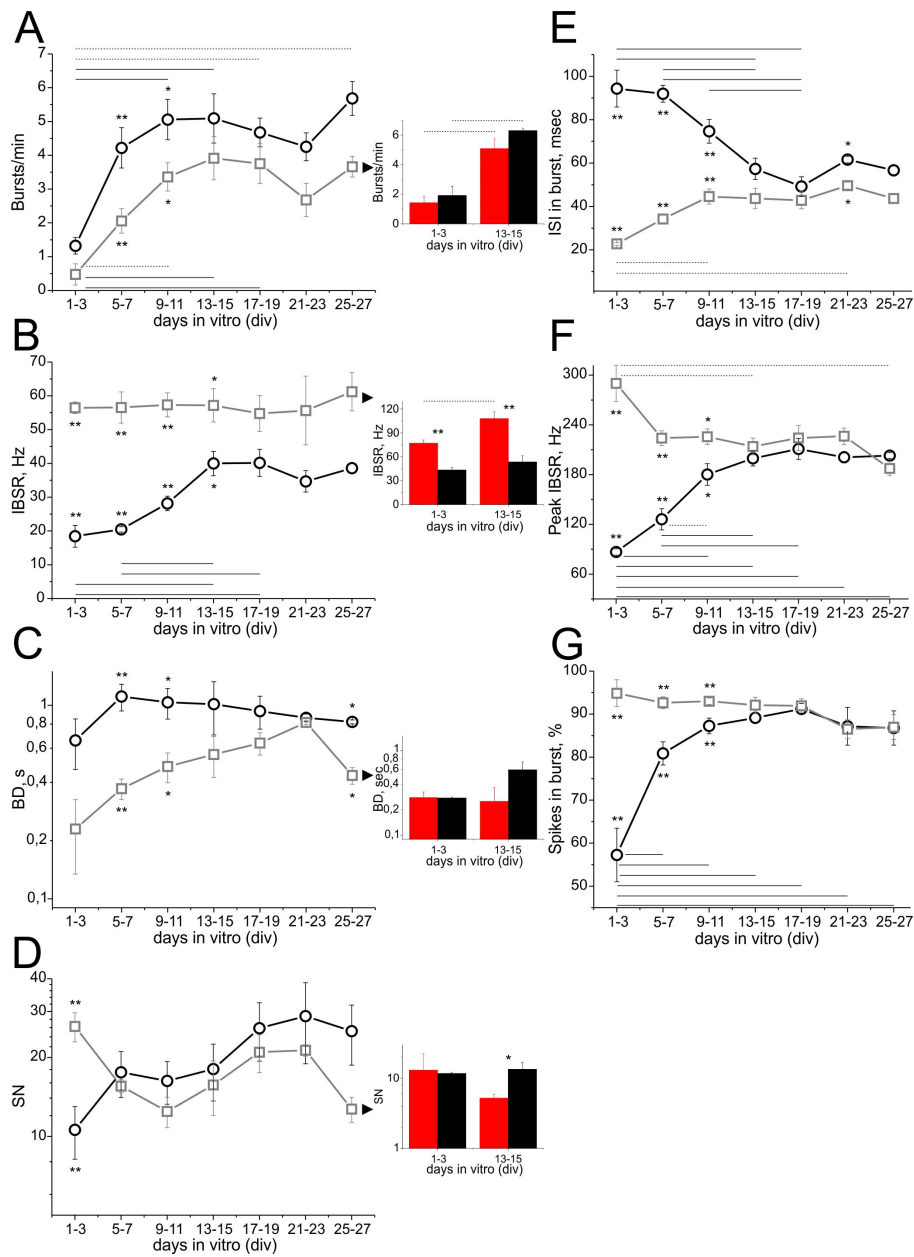 A
Bursts/min
7
6
5
4
3
2
1
0
** *
**
*
1-3 5-7 9-11 13-15 17-19 21-23 25-27
days in vitro (div)
Bursts/min
6
4
2
0
1-3 13-15
days in vitro (div)
B
IBSR, Hz
70
60
50
40
30
20
10
0
*
** ** **
** ** ** *
1-3 5-7 9-11 13-15 17-19 21-23 25-27
days in vitro (div)
IBSR, Hz
120
90
60
30
0
** **
1-3 13-15
days in vitro (div)
C
BD, s
1
0,8
0,6
0,4
0,2
0,1
** * *
** * *
1-3 5-7 9-11 13-15 17-19 21-23 25-27
days in vitro (div)
BD, sec
1
0,8
0,6
0,4
0,2
0,1
1-3 13-15
days in vitro (div)
D
SN
40
30
20
10
**
**
1-3 5-7 9-11 13-15 17-19 21-23 25-27
days in vitro (div)
SN
10
1
*
1-3 13-15
days in vitro (div)
E
ISI in burst, msec
100
80
60
40
20
0
** ** ** *
** ** ** *
1-3 5-7 9-11 13-15 17-19 21-23 25-27
days in vitro (div)
F
Peak IBSR, Hz
300
240
180
120
60
** ** *
** ** *
1-3 5-7 9-11 13-15 17-19 21-23 25-27
days in vitro (div)
G
Spikes in burst, %
100
90
80
70
60
50
** ** **
** ** **
1-3 5-7 9-11 13-15 17-19 21-23 25-27
days in vitro (div)